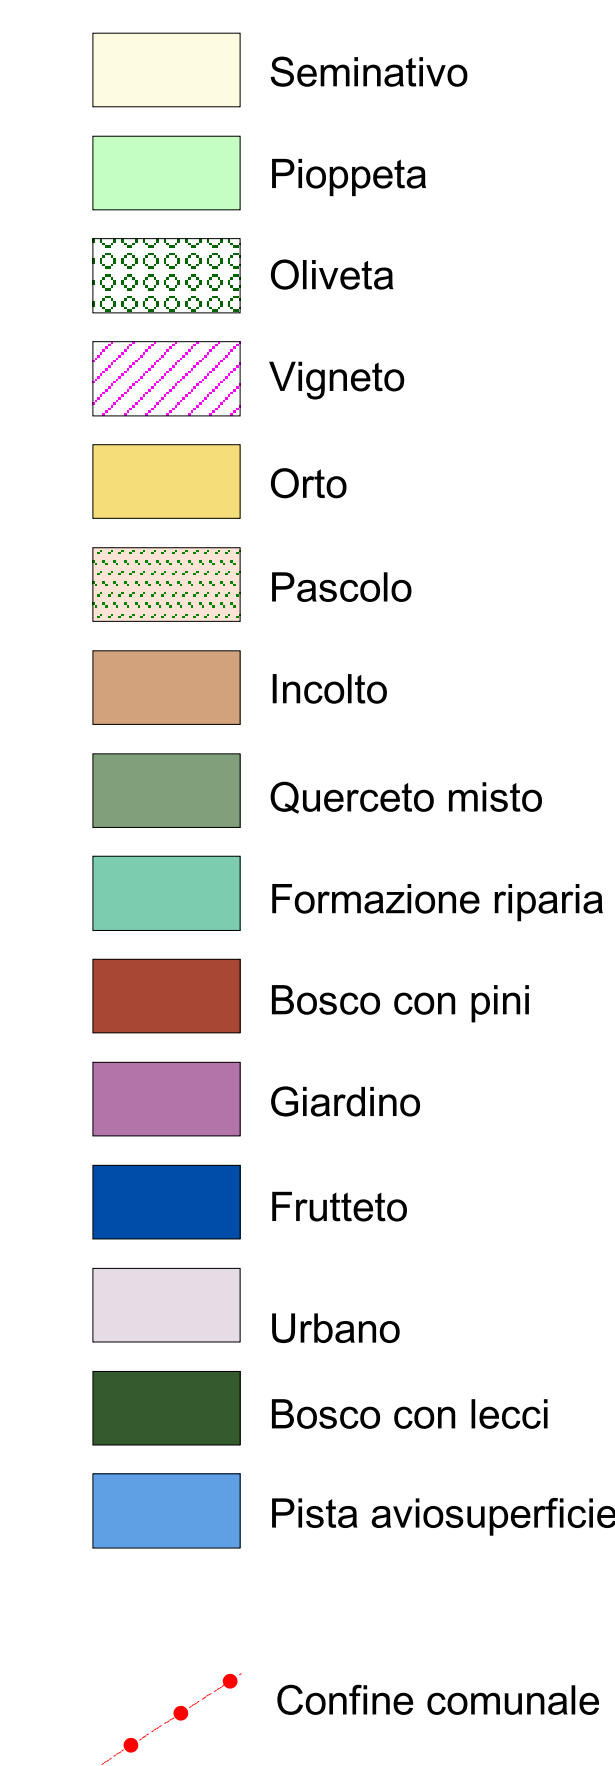 Seminativo
Pioppeta
Oliveta
Vigneto
Orto
Pascolo
Incolto
Querceto misto
Formazione riparia
Bosco con pini
Giardino
Frutteto
Urbano
Bosco con lecci
Pista aviosuperficie
Confine comunale